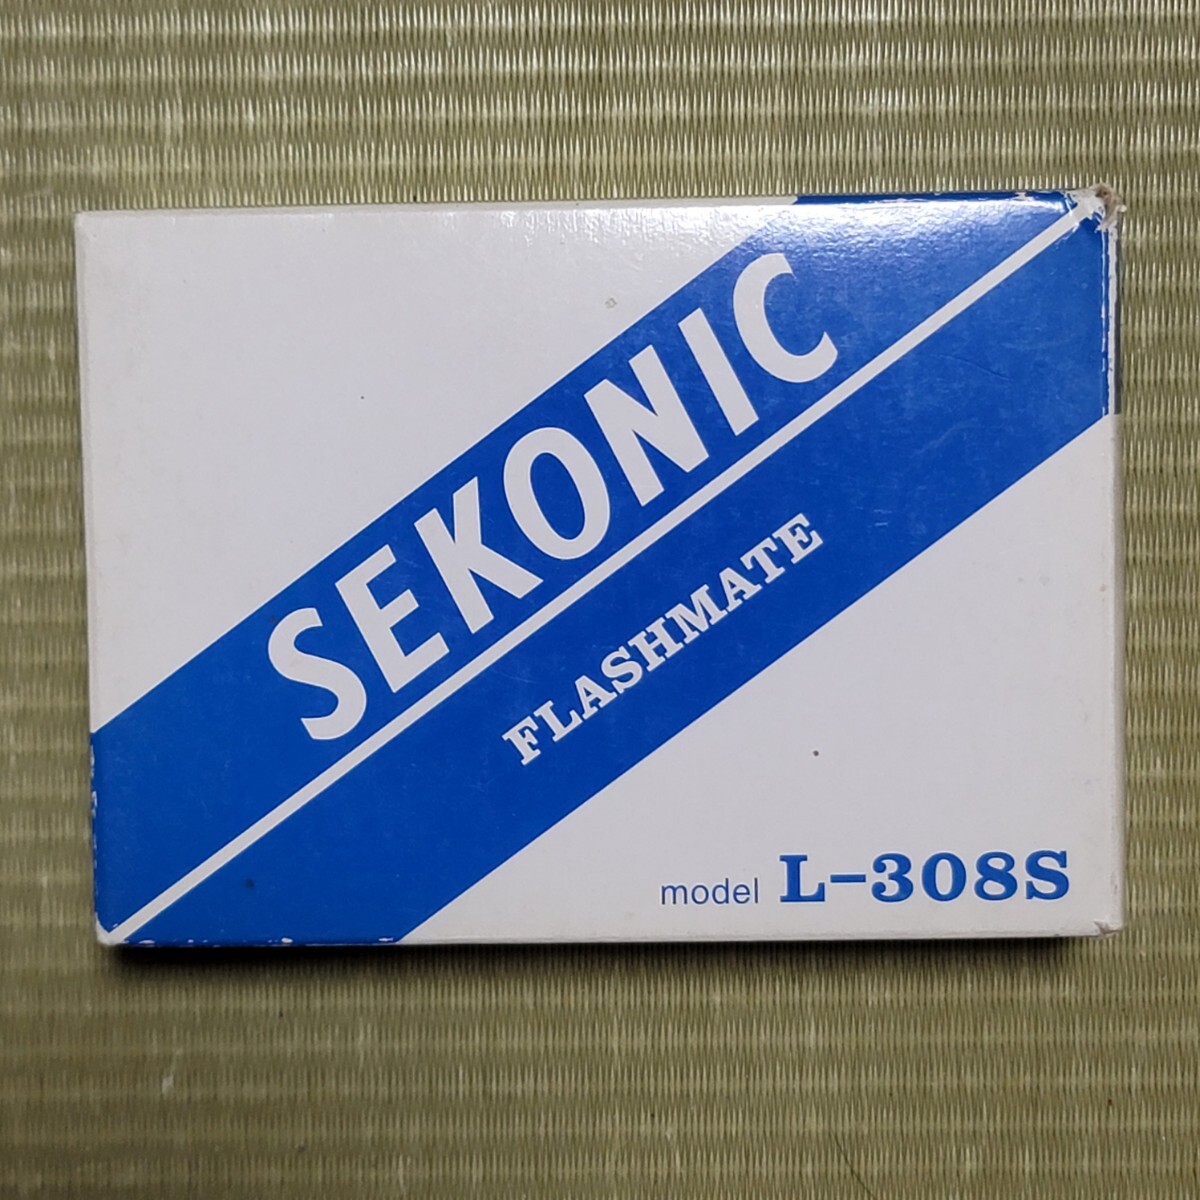 SEKONIC
FLASHMATE
model L-308S